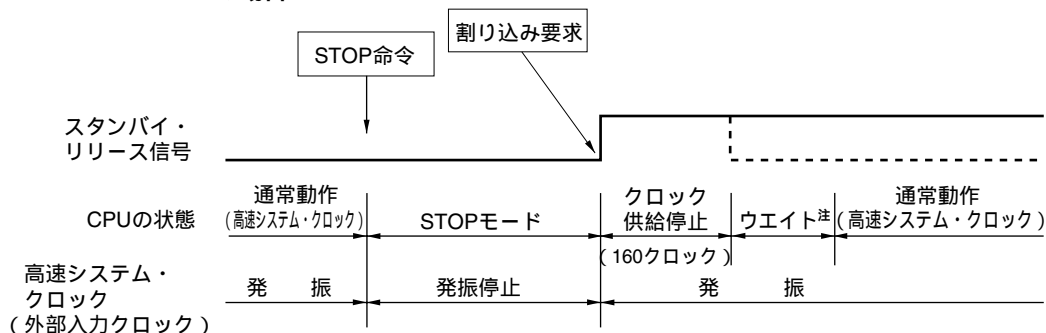 STOP命令
割り込み要求
スタンバイ・
リリース信号
CPUの状態
通常動作
(高速システム・クロック)
STOPモード
クロック
供給停止
(160クロック)
ウエイト注
通常動作
(高速システム・クロック)
高速システム・
クロック
(外部入力クロック)
発 振
発振停止
発 振